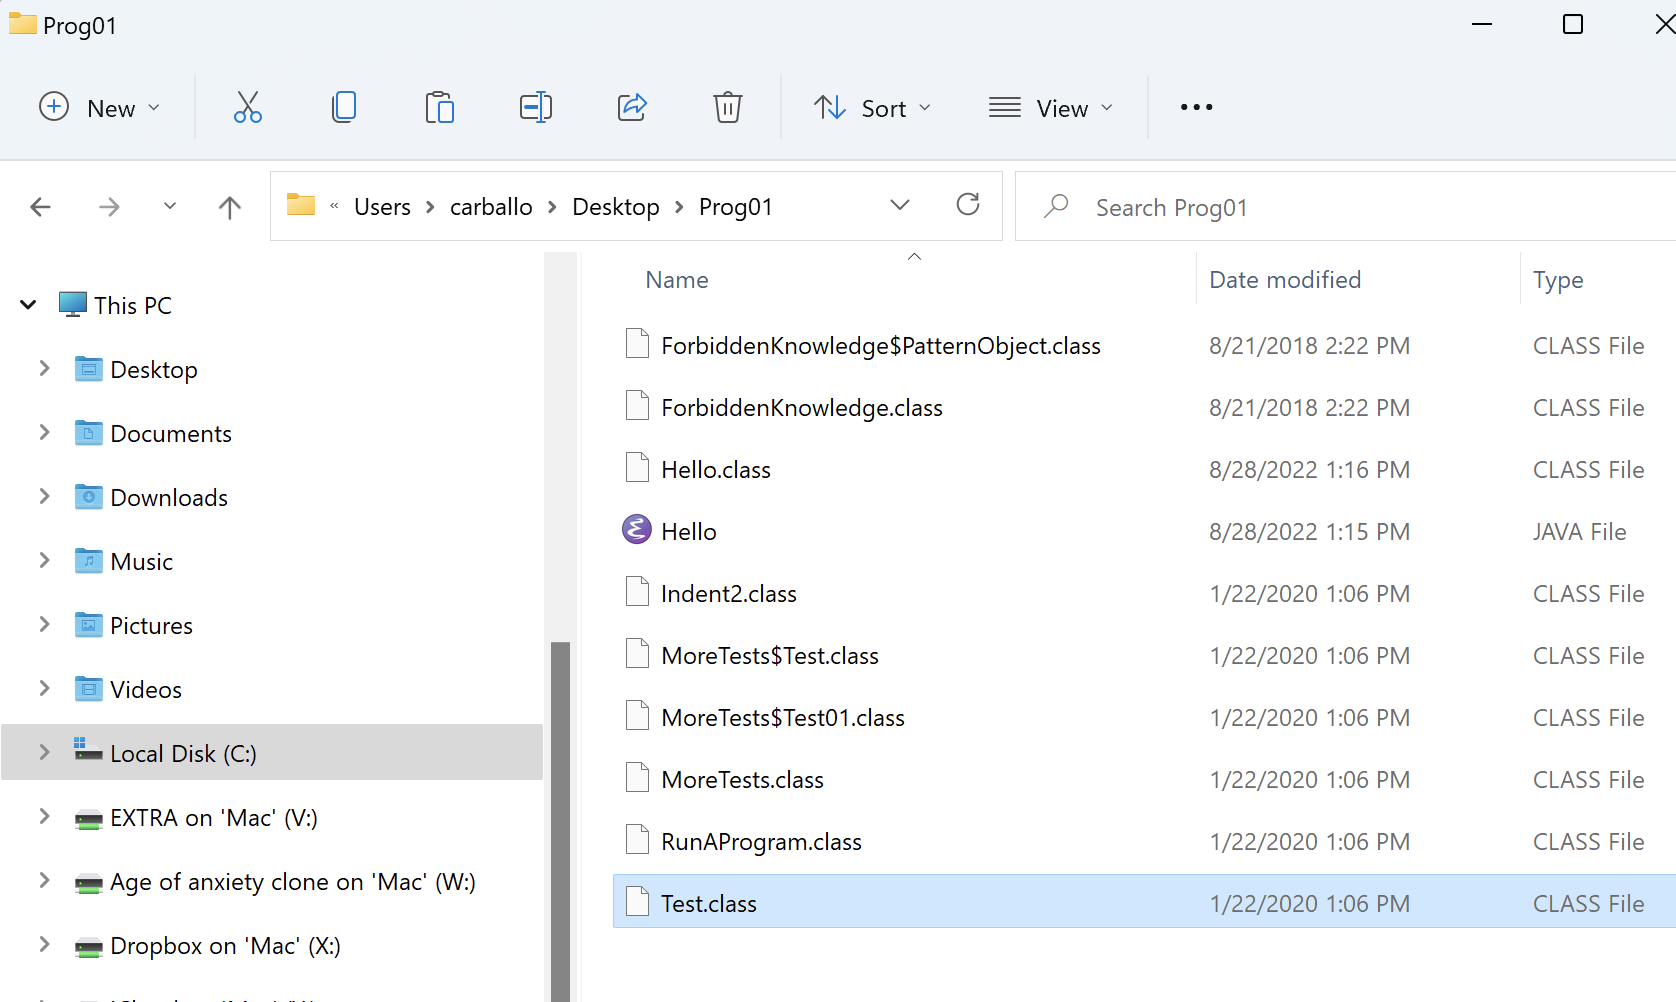 Prog01
New
Sort
View
« Users > carballo > Desktop > Prog01
Search Prog01
This PC
Desktop
Documents
Downloads
Music
Pictures
Videos
Local Disk (C:)
EXTRA on 'Mac' (V:)
Age of anxiety clone on 'Mac' (W:)
Dropbox on 'Mac' (X:)
Name Date modified Type
ForbiddenKnowledge$PatternObject.class 8/21/2018 2:22 PM CLASS File
ForbiddenKnowledge.class 8/21/2018 2:22 PM CLASS File
Hello.class 8/28/2022 1:16 PM CLASS File
Hello 8/28/2022 1:15 PM JAVA File
Indent2.class 1/22/2020 1:06 PM CLASS File
MoreTests$Test.class 1/22/2020 1:06 PM CLASS File
MoreTests$Test01.class 1/22/2020 1:06 PM CLASS File
MoreTests.class 1/22/2020 1:06 PM CLASS File
RunAProgram.class 1/22/2020 1:06 PM CLASS File
Test.class 1/22/2020 1:06 PM CLASS File